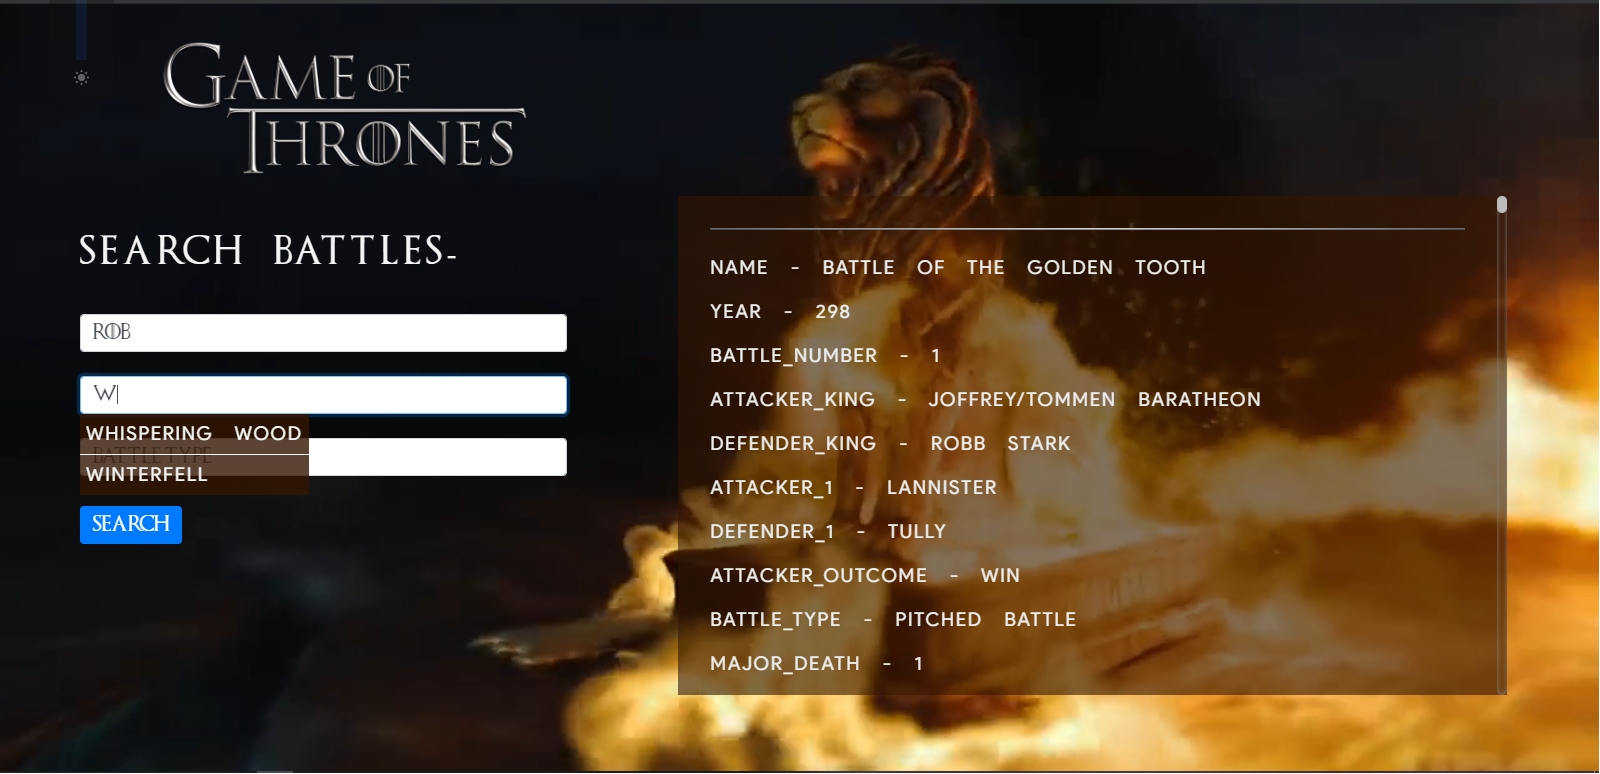 GAME OF
THRONES
SEARCH BATTLES-
ROB
W
WHISPERING WOOD
BATTLE TYPE
WINTERFELL
SEARCH
NAME - BATTLE OF THE GOLDEN TOOTH
YEAR - 298
BATTLE_NUMBER - 1
ATTACKER_KING - JOFFREY/TOMMEN BARATHEON
DEFENDER_KING - ROBB STARK
ATTACKER_1 - LANNISTER
DEFENDER_1 - TULLY
ATTACKER_OUTCOME - WIN
BATTLE_TYPE - PITCHED BATTLE
MAJOR_DEATH - 1